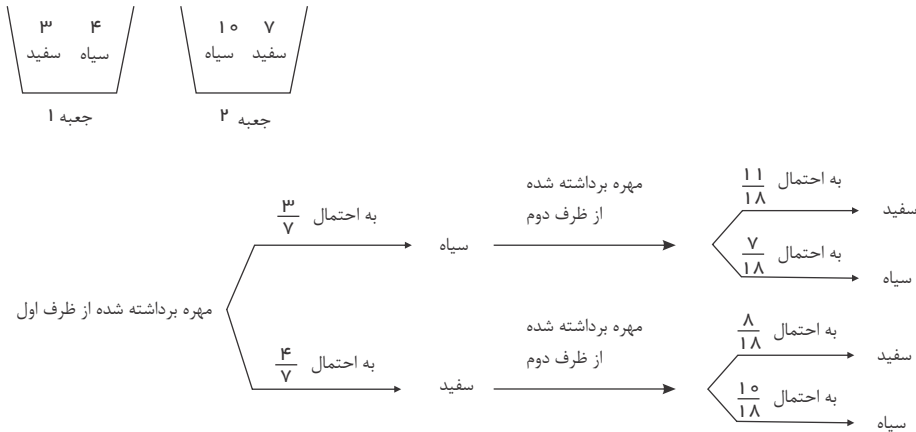 ۳ ۴
سفید سیاه
جعبه ۱
۱۰ ۷
سیاه سفید
جعبه ۲
مهره برداشته شده از ظرف اول
به احتمال ۳/۷
سیاه
مهره برداشته شده
از ظرف دوم
به احتمال ۱۱/۱۸
سفید
به احتمال ۷/۱۸
سیاه
به احتمال ۴/۷
سفید
مهره برداشته شده
از ظرف دوم
به احتمال ۸/۱۸
سفید
به احتمال ۱۰/۱۸
سیاه